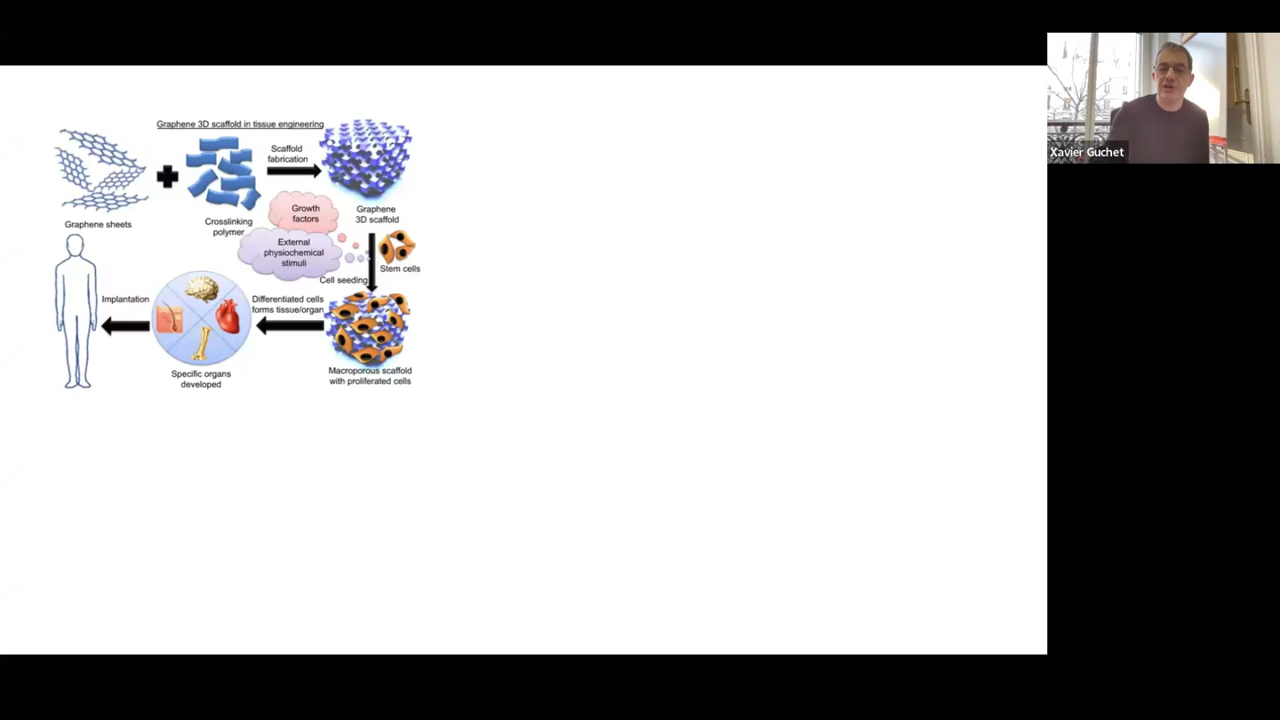 Graphene 3D scaffold in tissue engineering
Scaffold
fabrication
Graphene sheets
Crosslinking
polymer
Growth
factors
Graphene
3D scaffold
External
physiochemical
stimuli
Stem cells
Cell seeding
Implantation
Differentiated cells
forms tissue/organ
Specific organs
developed
Macroporous scaffold
with proliferated cells
Xavier Guchet